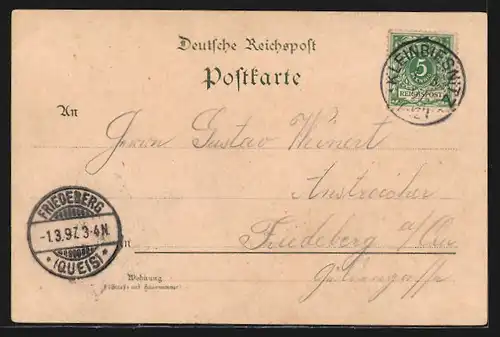 Deutsche Reichspost
Postkarte
KLEINBIESNITZ
5
REICHSPOST
An
Herrn Gustav Weinert
Anstreicher
FRIEDEBERG
-1.3.97.3-4N.
(QUEIS)
in Friedeberg a/Qu.
Wohnung